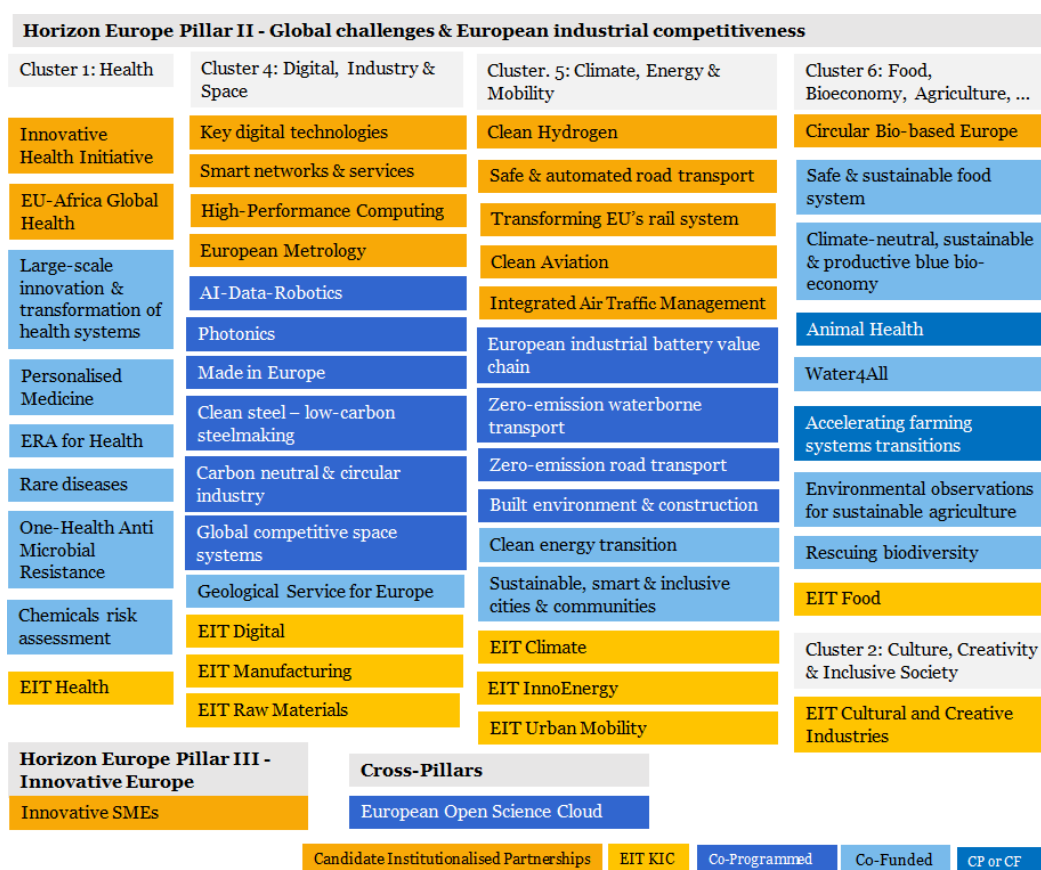 Horizon Europe Pillar II - Global challenges & European industrial competitiveness
Cluster 1: Health
Innovative
Health Initiative
EU-Africa Global
Health
Large-scale
innovation &
transformation of
health systems
Personalised
Medicine
ERA for Health
Rare diseases
One-Health Anti
Microbial
Resistance
Chemicals risk
assessment
EIT Health
Cluster 4: Digital, Industry &
Space
Key digital technologies
Smart networks & services
High-Performance Computing
European Metrology
AI-Data-Robotics
Photonics
Made in Europe
Clean steel – low-carbon
steelmaking
Carbon neutral & circular
industry
Global competitive space
systems
Geological Service for Europe
EIT Digital
EIT Manufacturing
EIT Raw Materials
Cluster. 5: Climate, Energy &
Mobility
Clean Hydrogen
Safe & automated road transport
Transforming EU's rail system
Clean Aviation
Integrated Air Traffic Management
European industrial battery value
chain
Zero-emission waterborne
transport
Zero-emission road transport
Built environment & construction
Clean energy transition
Sustainable, smart & inclusive
cities & communities
EIT Climate
EIT InnoEnergy
EIT Urban Mobility
Cluster 6: Food,
Bioeconomy, Agriculture, ...
Circular Bio-based Europe
Safe & sustainable food
system
Climate-neutral, sustainable
& productive blue bio-
economy
Animal Health
Water4All
Accelerating farming
systems transitions
Environmental observations
for sustainable agriculture
Rescuing biodiversity
EIT Food
Cluster 2: Culture, Creativity
& Inclusive Society
EIT Cultural and Creative
Industries
Horizon Europe Pillar III -
Innovative Europe
Innovative SMEs
Cross-Pillars
European Open Science Cloud
Candidate Institutionalised Partnerships
EIT KIC
Co-Programmed
Co-Funded
CP or CF